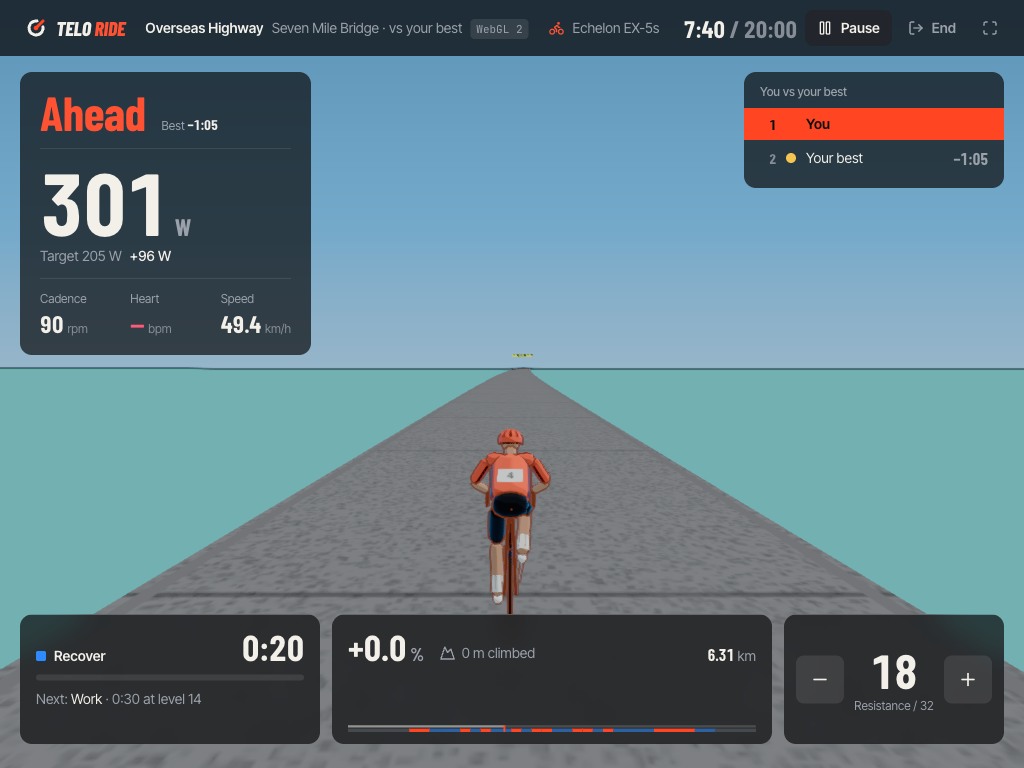 TELO RIDE Overseas Highway Seven Mile Bridge · vs your best WebGL 2 Echelon EX-5s 7:40 / 20:00 Pause End
Ahead Best −1:05
301 W
Target 205 W +96 W
Cadence Heart Speed
90 rpm — bpm 49.4 km/h
You vs your best
1 You
2 Your best −1:05
4
Recover 0:20
Next: Work · 0:30 at level 14
+0.0 % 0 m climbed 6.31 km
− 18 +
Resistance / 32